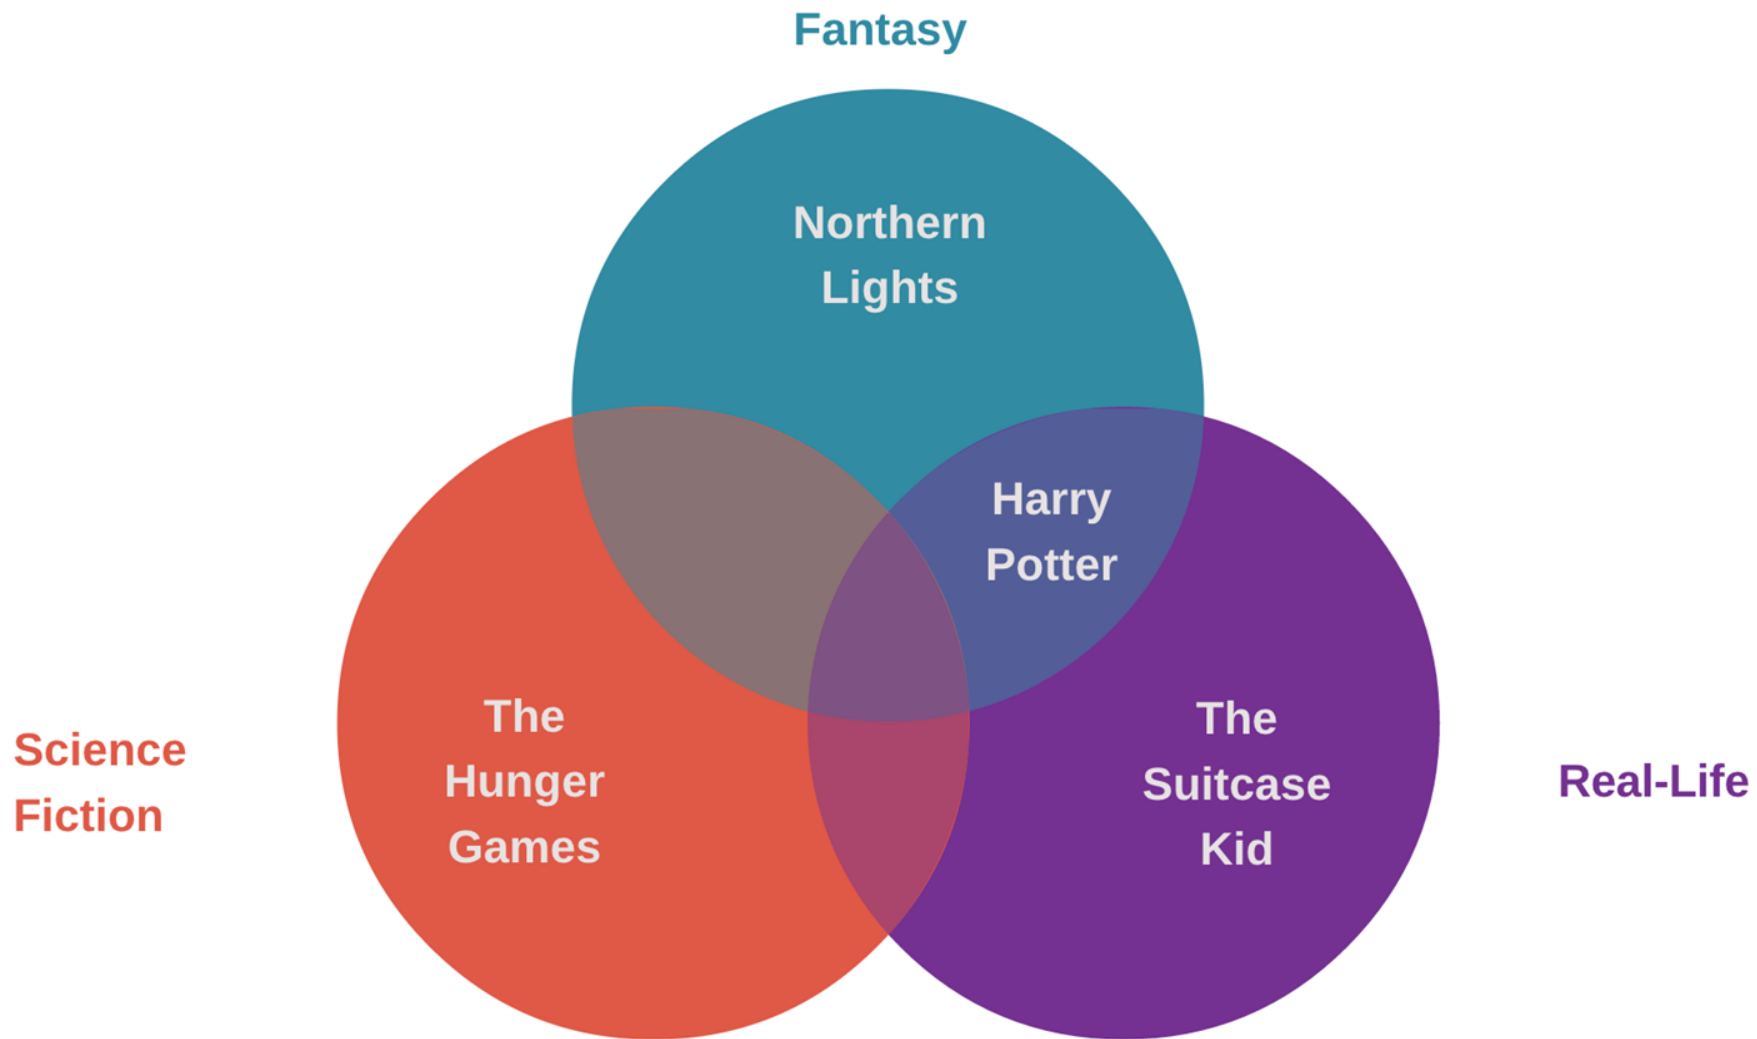 Fantasy
Northern
Lights
Harry
Potter
The
Hunger
Games
The
Suitcase
Kid
Science
Fiction
Real-Life